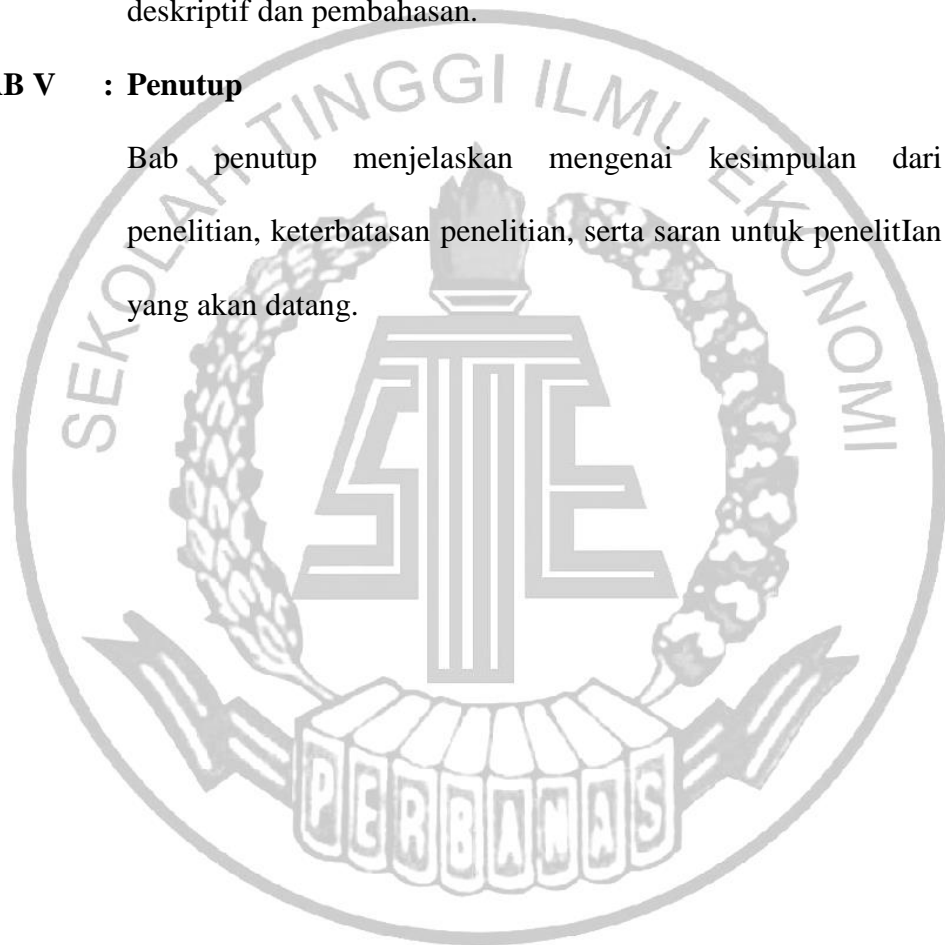 deskriptif dan pembahasan.
AB V : Penutup
Bab penutup menjelaskan mengenai kesimpulan dari
penelitian, keterbatasan penelitian, serta saran untuk penelitIan
yang akan datang.
SEKOLAH TINGGI ILMU EKONOMI
STIE
PERBANAS